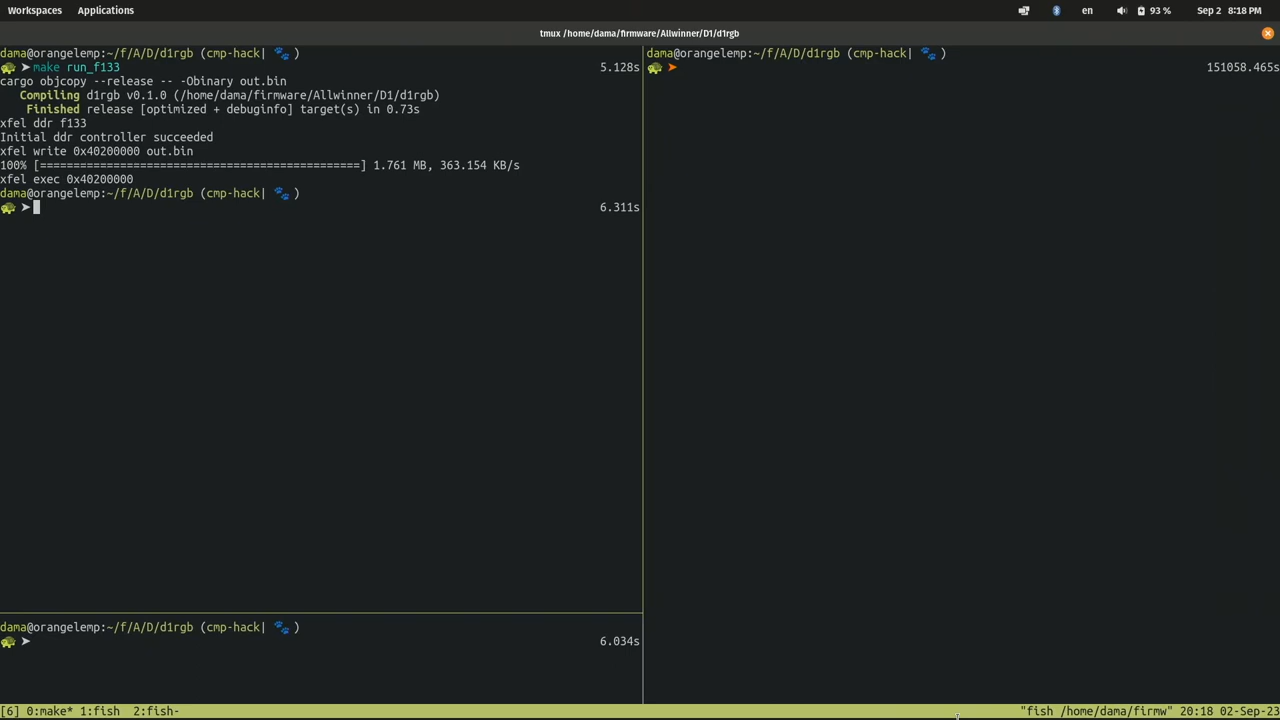 Workspaces Applications en 93 % Sep 2 8:18 PM
tmux /home/dama/firmware/Allwinner/D1/d1rgb
dama@orangelemp:~/f/A/D/d1rgb (cmp-hack| 🐾 )
🐢 ➤ make run_f133 5.128s
cargo objcopy --release -- -Obinary out.bin
Compiling d1rgb v0.1.0 (/home/dama/firmware/Allwinner/D1/d1rgb)
Finished release [optimized + debuginfo] target(s) in 0.73s
xfel ddr f133
Initial ddr controller succeeded
xfel write 0x40200000 out.bin
100% [==============================================] 1.761 MB, 363.154 KB/s
xfel exec 0x40200000
dama@orangelemp:~/f/A/D/d1rgb (cmp-hack| 🐾 )
🐢 ➤ 6.311s
dama@orangelemp:~/f/A/D/d1rgb (cmp-hack| 🐾 )
🐢 ➤ 6.034s
dama@orangelemp:~/f/A/D/d1rgb (cmp-hack| 🐾 )
🐢 ➤ 151058.465s
[6] 0:make* 1:fish 2:fish- "fish /home/dama/firmw" 20:18 02-Sep-23